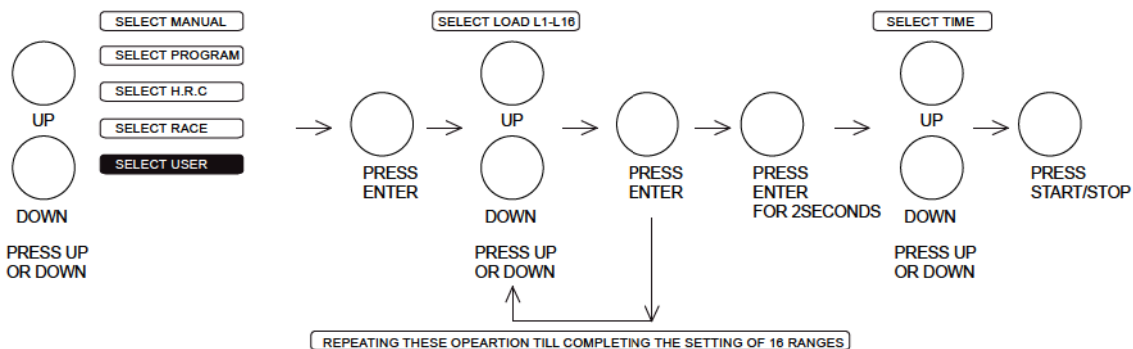 SELECT MANUAL
SELECT PROGRAM
SELECT H.R.C
SELECT RACE
SELECT USER
UP
DOWN
PRESS UP
OR DOWN
PRESS
ENTER
SELECT LOAD L1-L16
UP
DOWN
PRESS UP
OR DOWN
PRESS
ENTER
PRESS
ENTER
FOR 2SECONDS
SELECT TIME
UP
DOWN
PRESS UP
OR DOWN
PRESS
START/STOP
REPEATING THESE OPEARTION TILL COMPLETING THE SETTING OF 16 RANGES